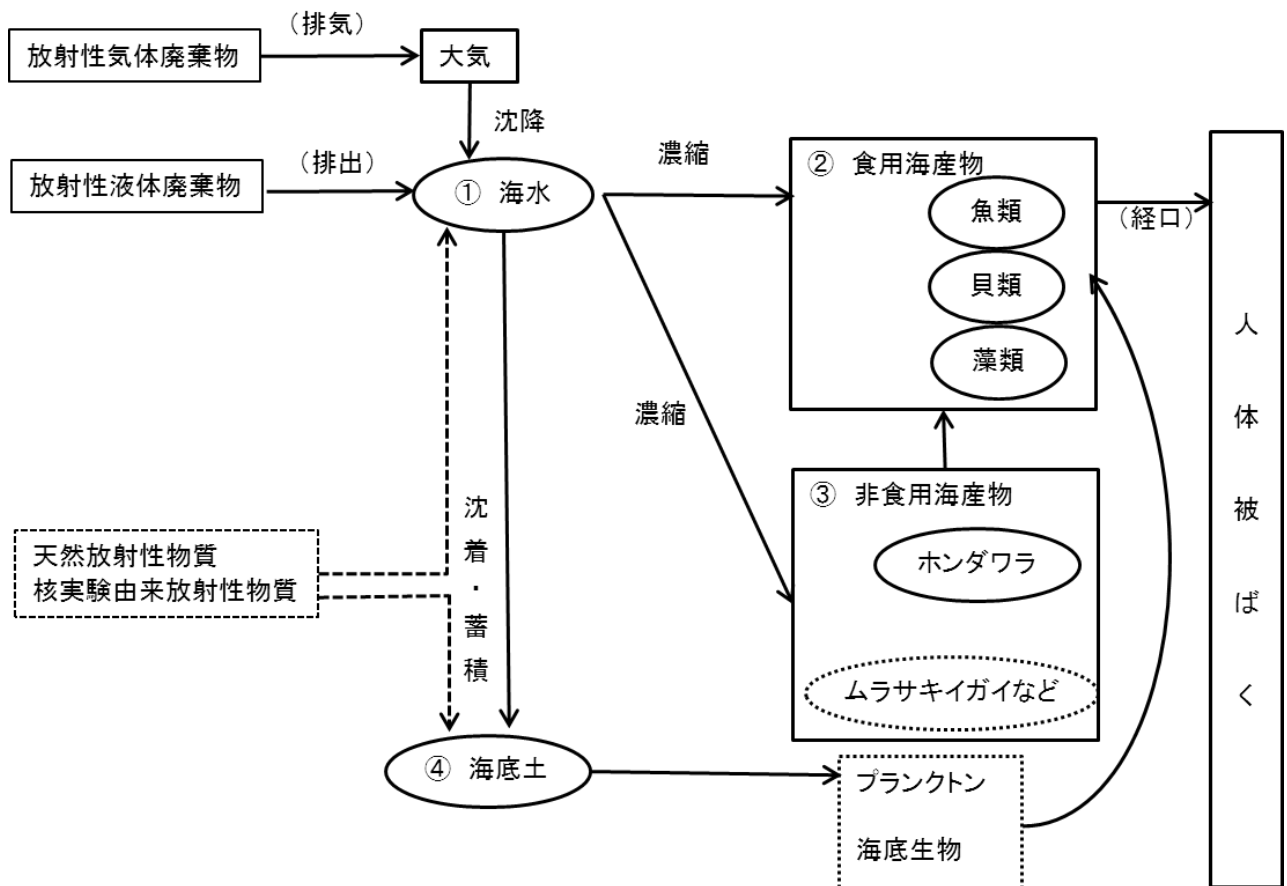 (排気)
放射性気体廃棄物
大気
沈降
放射性液体廃棄物
(排出)
① 海水
濃縮
濃縮
② 食用海産物
魚類
貝類
藻類
(経口)
人体被ばく
③ 非食用海産物
ホンダワラ
ムラサキイガイなど
天然放射性物質
核実験由来放射性物質
沈着・蓄積
④ 海底土
プランクトン
海底生物